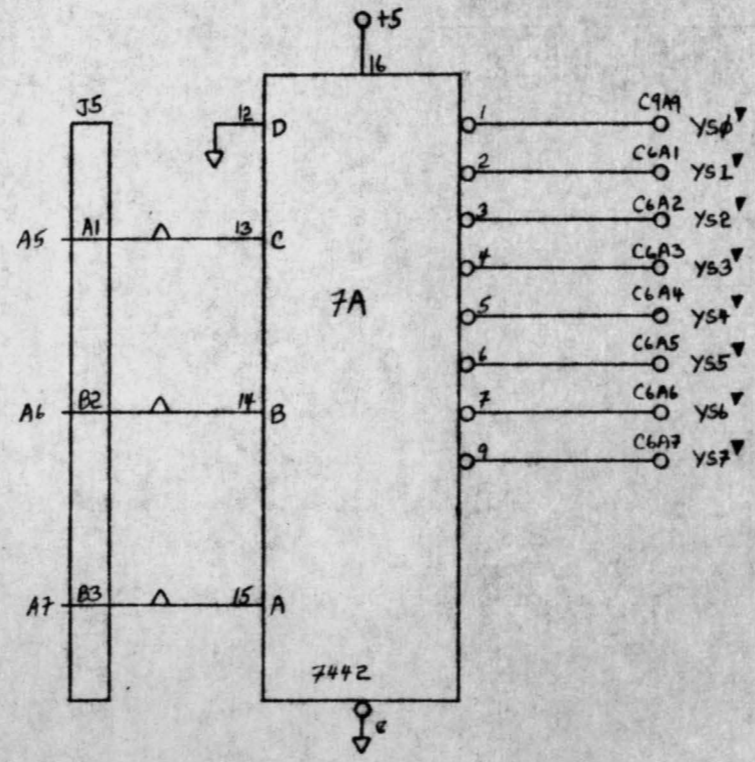 +5
16
J5
12 D
1 C9A9 YSϕ▼
2 C6A1 YS1▼
3 C6A2 YS2▼
A5 A1 13 C
4 C6A3 YS3▼
7A
5 C6A4 YS4▼
6 C6A5 YS5▼
A6 B2 14 B
7 C6A6 YS6▼
9 C6A7 YS7▼
A7 B3 15 A
7442